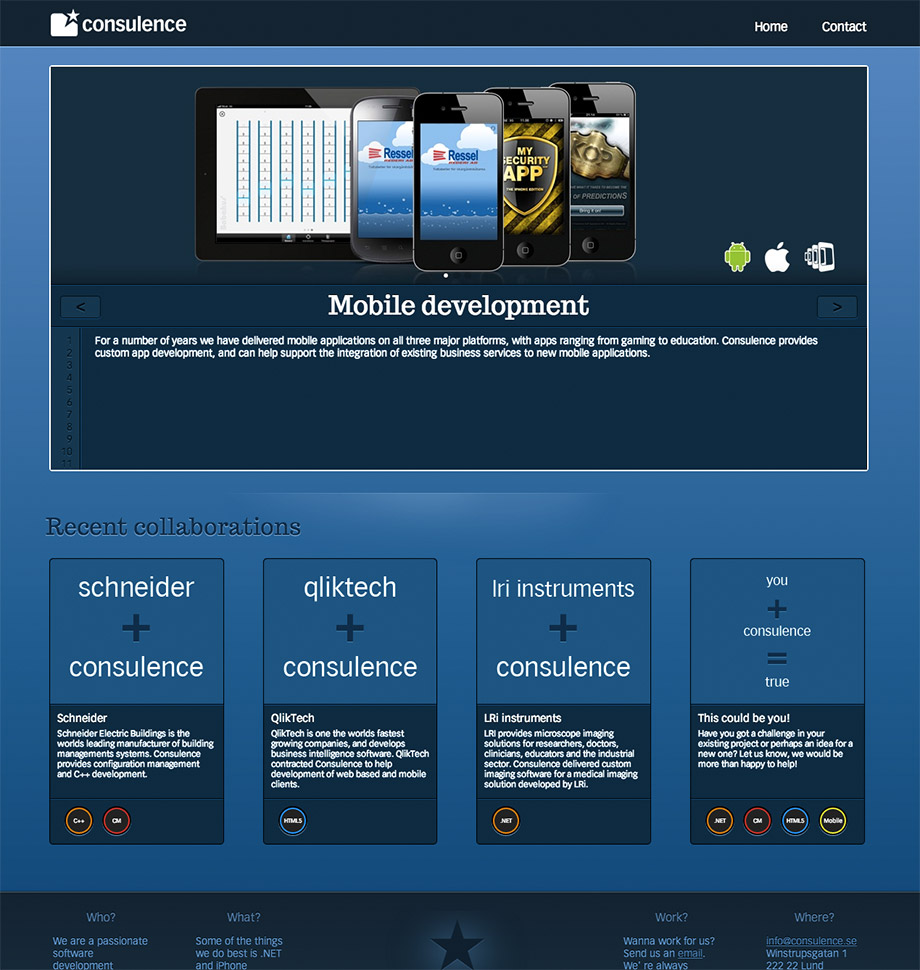 consulence
Home
Contact
Ressel
REDERI AB
Ressel
REDERI AB
MY
SECURITY
APP
THE IPHONE EDITION
KOP
OF PREDICTIONS
Bring it on!
<
Mobile development
>
1
2
3
4
5
6
7
8
9
10
11
For a number of years we have delivered mobile applications on all three major platforms, with apps ranging from gaming to education. Consulence provides
custom app development, and can help support the integration of existing business services to new mobile applications.
Recent collaborations
schneider
+
consulence
Schneider
Schneider Electric Buildings is the
worlds leading manufacturer of building
managements systems. Consulence
provides configuration management
and C++ development.
C++
CM
qliktech
+
consulence
QlikTech
QlikTech is one the worlds fastest
growing companies, and develops
business intelligence software. QlikTech
contracted Consulence to help
development of web based and mobile
clients.
HTML5
lri instruments
+
consulence
LRi instruments
LRi provides microscope imaging
solutions for researchers, doctors,
clinicians, educators and the industrial
sector. Consulence delivered custom
imaging software for a medical imaging
solution developed by LRi.
.NET
you
+
consulence
=
true
This could be you!
Have you got a challenge in your
existing project or perhaps an idea for a
new one? Let us know, we would be
more than happy to help!
.NET
CM
HTML5
Mobile
Who?
We are a passionate
software
development
What?
Some of the things
we do best is .NET
and iPhone
Work?
Wanna work for us?
Send us an email.
We' re always
Where?
info@consulence.se
Winstrupsgatan 1
222 22 Lund